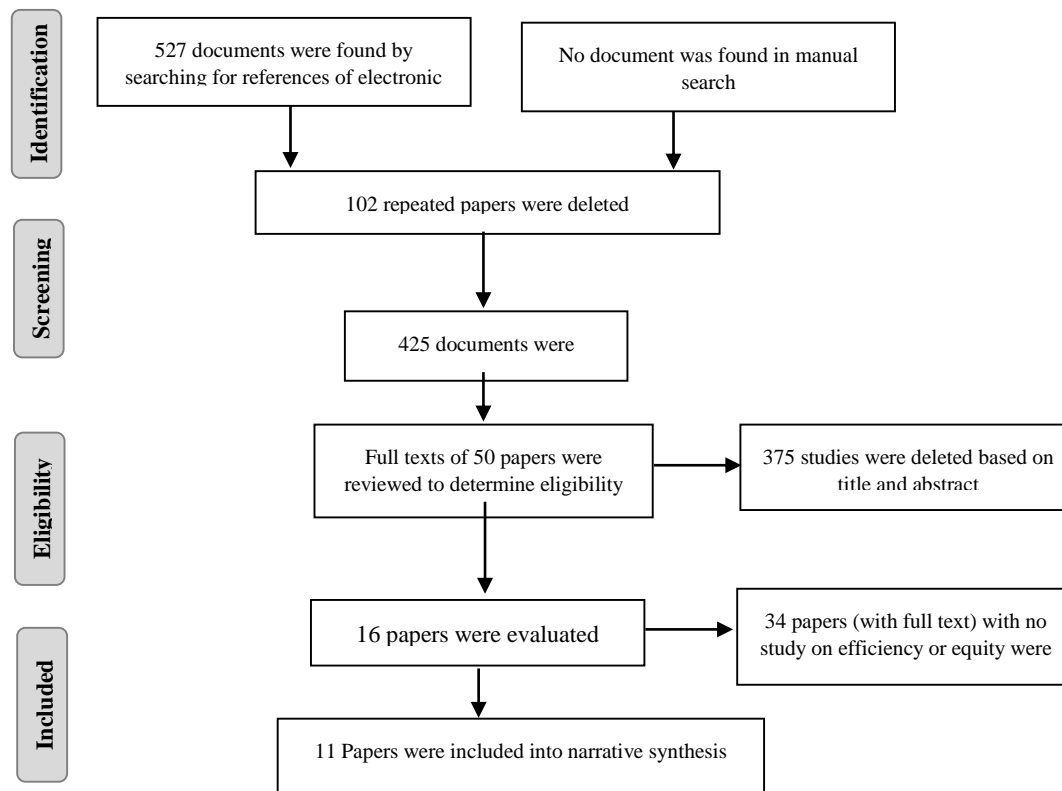 Identification
527 documents were found by
searching for references of electronic
No document was found in manual
search
102 repeated papers were deleted
Screening
425 documents were
Eligibility
Full texts of 50 papers were
reviewed to determine eligibility
375 studies were deleted based on
title and abstract
16 papers were evaluated
34 papers (with full text) with no
study on efficiency or equity were
Included
11 Papers were included into narrative synthesis